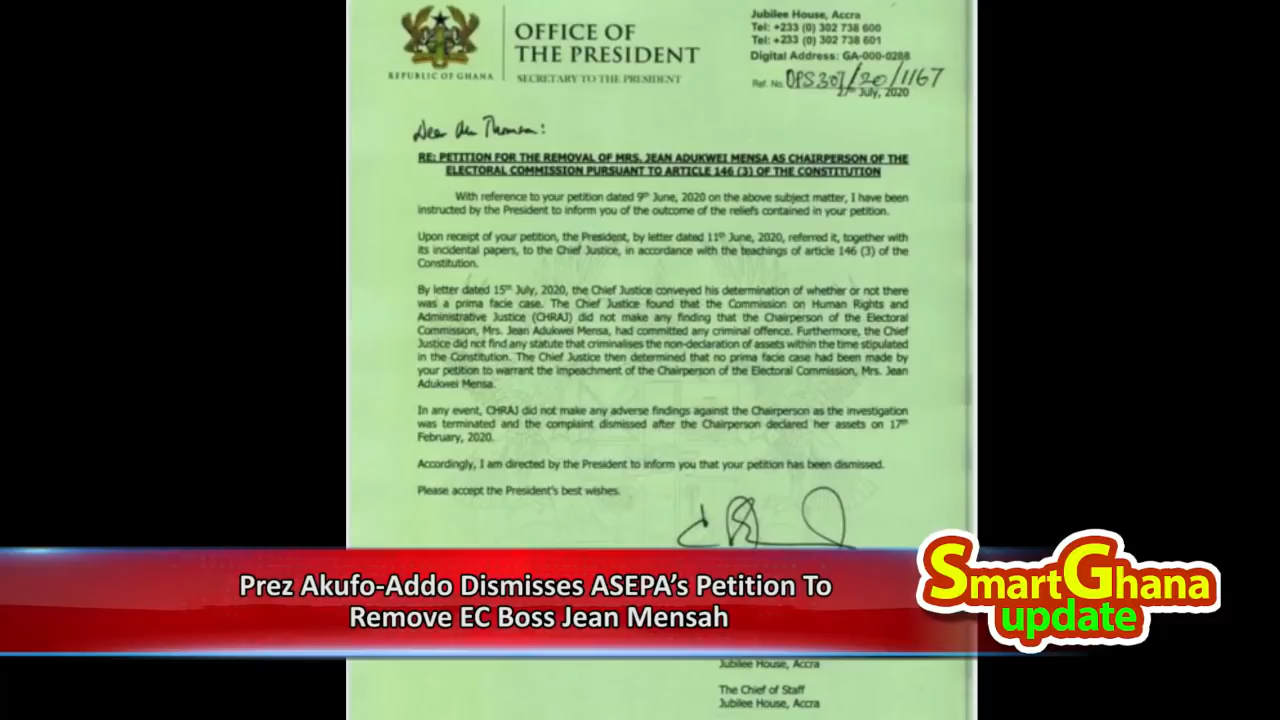 OFFICE OF
THE PRESIDENT
SECRETARY TO THE PRESIDENT
REPUBLIC OF GHANA
Jubilee House, Accra
Tel: +233 (0) 302 738 600
Tel: +233 (0) 302 738 601
Digital Address: GA-000-0288
Ref. No. OPS307/20/1167
27th July, 2020
Dear
RE: PETITION FOR THE REMOVAL OF MRS. JEAN ADUKWEI MENSA AS CHAIRPERSON OF THE
ELECTORAL COMMISSION PURSUANT TO ARTICLE 146 (3) OF THE CONSTITUTION
With reference to your petition dated 9th June, 2020 on the above subject matter, I have been
instructed by the President to inform you of the outcome of the reliefs contained in your petition.
Upon receipt of your petition, the President, by letter dated 11th June, 2020, referred it, together with
its incidental papers, to the Chief Justice, in accordance with the teachings of article 146 (3) of the
Constitution.
By letter dated 15th July, 2020, the Chief Justice conveyed his determination of whether or not there
was a prima facie case. The Chief Justice found that the Commission on Human Rights and
Administrative Justice (CHRAJ) did not make any finding that the Chairperson of the Electoral
Commission, Mrs. Jean Adukwei Mensa, had committed any criminal offence. Furthermore, the Chief
Justice did not find any statute that criminalises the non-declaration of assets within the time stipulated
in the Constitution. The Chief Justice then determined that no prima facie case had been made by
your petition to warrant the impeachment of the Chairperson of the Electoral Commission, Mrs. Jean
Adukwei Mensa.
In any event, CHRAJ did not make any adverse findings against the Chairperson as the investigation
was terminated and the complaint dismissed after the Chairperson declared her assets on 17th
February, 2020.
Accordingly, I am directed by the President to inform you that your petition has been dismissed.
Please accept the President's best wishes.
Prez Akufo-Addo Dismisses ASEPA's Petition To
Remove EC Boss Jean Mensah
SmartGhana
update
Jubilee House, Accra
The Chief of Staff
Jubilee House, Accra